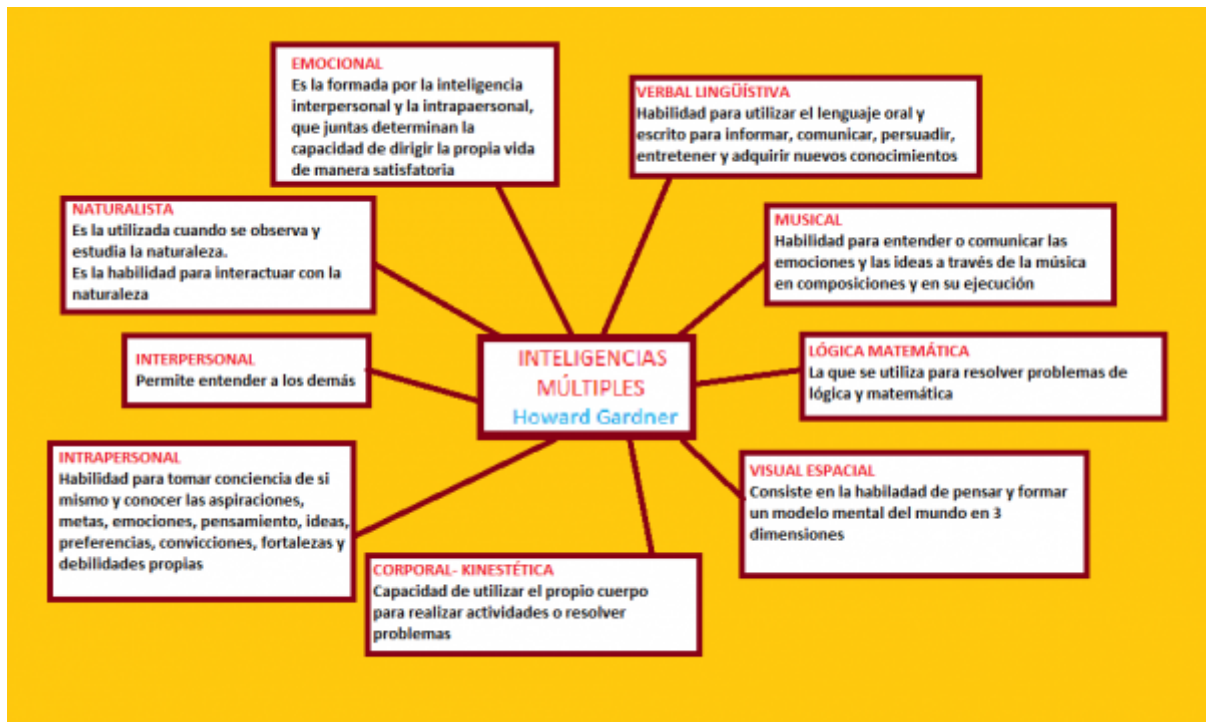 EMOCIONAL
Es la formada por la inteligencia
interpersonal y la intrapaersonal,
que juntas determinan la
capacidad de dirigir la propia vida
de manera satisfatoria
VERBAL LINGÜÍSTIVA
Habilidad para utilizar el lenguaje oral y
escrito para informar, comunicar, persuadir,
entretener y adquirir nuevos conocimientos
NATURALISTA
Es la utilizada cuando se observa y
estudia la naturaleza.
Es la habilidad para interactuar con la
naturaleza
MUSICAL
Habilidad para entender o comunicar las
emociones y las ideas a través de la música
en composiciones y en su ejecución
INTERPERSONAL
Permite entender a los demás
INTELIGENCIAS
MÚLTIPLES
Howard Gardner
LÓGICA MATEMÁTICA
La que se utiliza para resolver problemas de
lógica y matemática
INTRAPERSONAL
Habilidad para tomar conciencia de si
mismo y conocer las aspiraciones,
metas, emociones, pensamiento, ideas,
preferencias, convicciones, fortalezas y
debilidades propias
VISUAL ESPACIAL
Consiste en la habiladad de pensar y formar
un modelo mental del mundo en 3
dimensiones
CORPORAL- KINESTÉTICA
Capacidad de utilizar el propio cuerpo
para realizar actividades o resolver
problemas